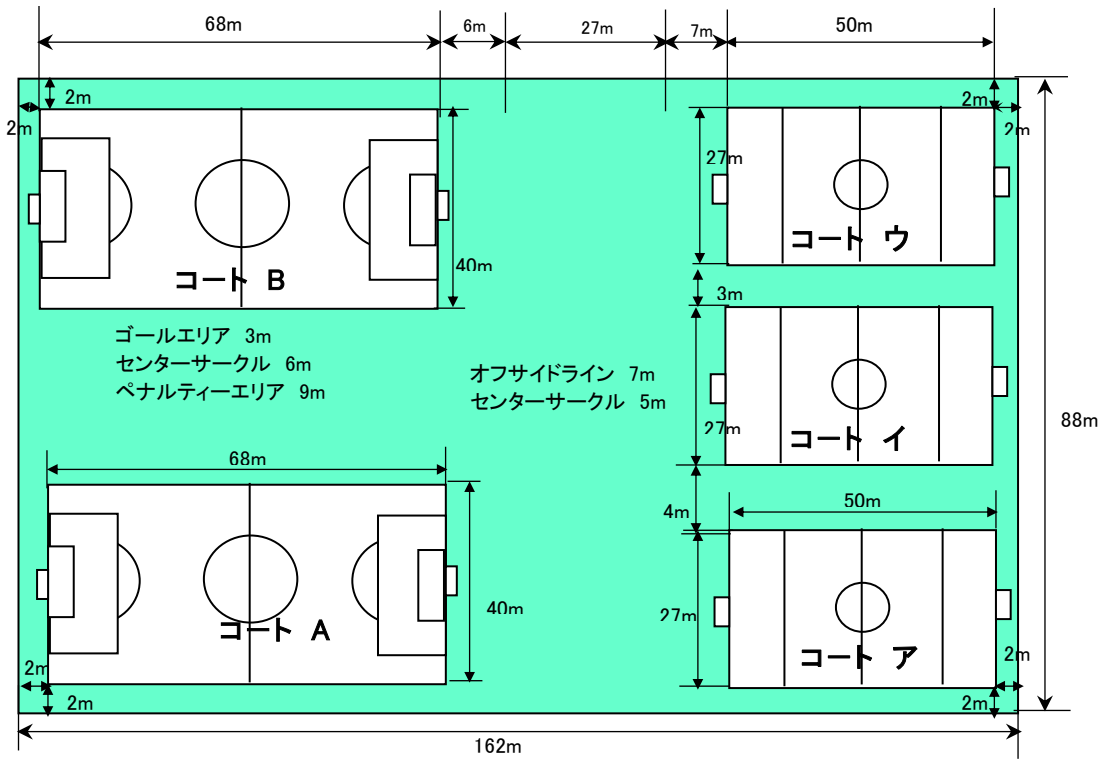 68m
6m
27m
7m
50m
2m
2m
2m
2m
27m
コート ウ
コート B
40m
3m
ゴールエリア 3m
センターサークル 6m
ペナルティーエリア 9m
オフサイドライン 7m
センターサークル 5m
27m
コート イ
88m
68m
50m
4m
40m
27m
コート A
コート ア
2m
2m
2m
2m
162m